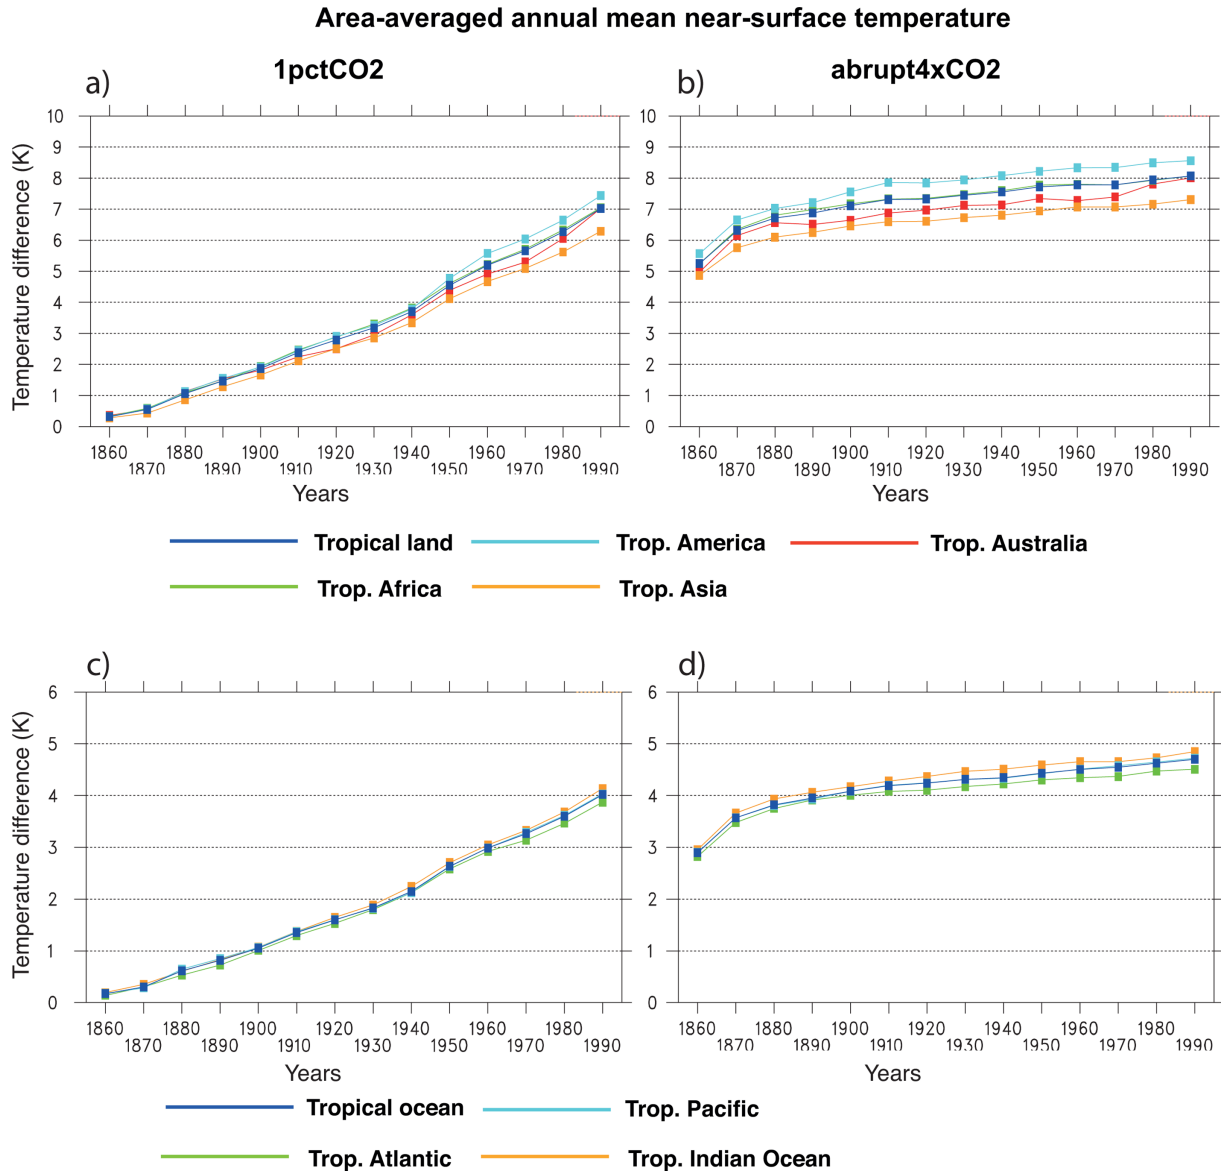 Area-averaged annual mean near-surface temperature
1pctCO2
abrupt4xCO2
a)
b)
Temperature difference (K)
10
9
8
7
6
5
4
3
2
1
0
1860 1880 1900 1920 1940 1960 1980
1870 1890 1910 1930 1950 1970 1990
Years
10
9
8
7
6
5
4
3
2
1
0
1860 1880 1900 1920 1940 1960 1980
1870 1890 1910 1930 1950 1970 1990
Years
Tropical land
Trop. America
Trop. Australia
Trop. Africa
Trop. Asia
c)
d)
Temperature difference (K)
6
5
4
3
2
1
0
1860 1880 1900 1920 1940 1960 1980
1870 1890 1910 1930 1950 1970 1990
Years
6
5
4
3
2
1
0
1860 1880 1900 1920 1940 1960 1980
1870 1890 1910 1930 1950 1970 1990
Years
Tropical ocean
Trop. Pacific
Trop. Atlantic
Trop. Indian Ocean